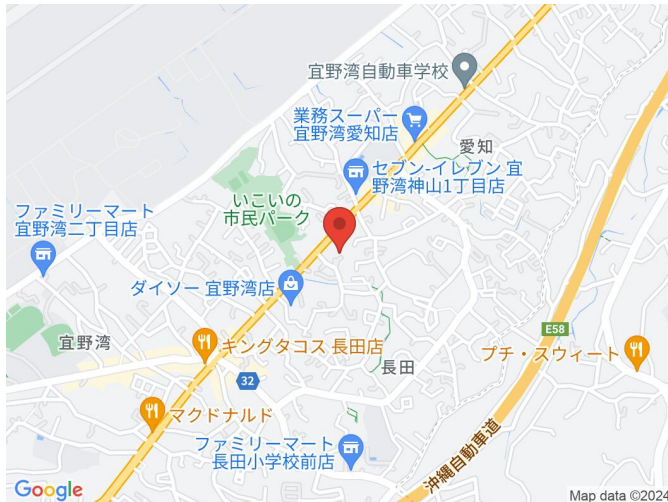 宜野湾自動車学校
業務スーパー
宜野湾愛知店
愛知
セブン-イレブン 宜
野湾神山1丁目店
いこいの
市民パーク
ファミリーマート
宜野湾二丁目店
ダイソー 宜野湾店
E58
宜野湾
キングタコス 長田店
プチ・スウィート
長田
32
マクドナルド
ファミリーマート
長田小学校前店
沖縄自動車道
Google
Map data ©2024